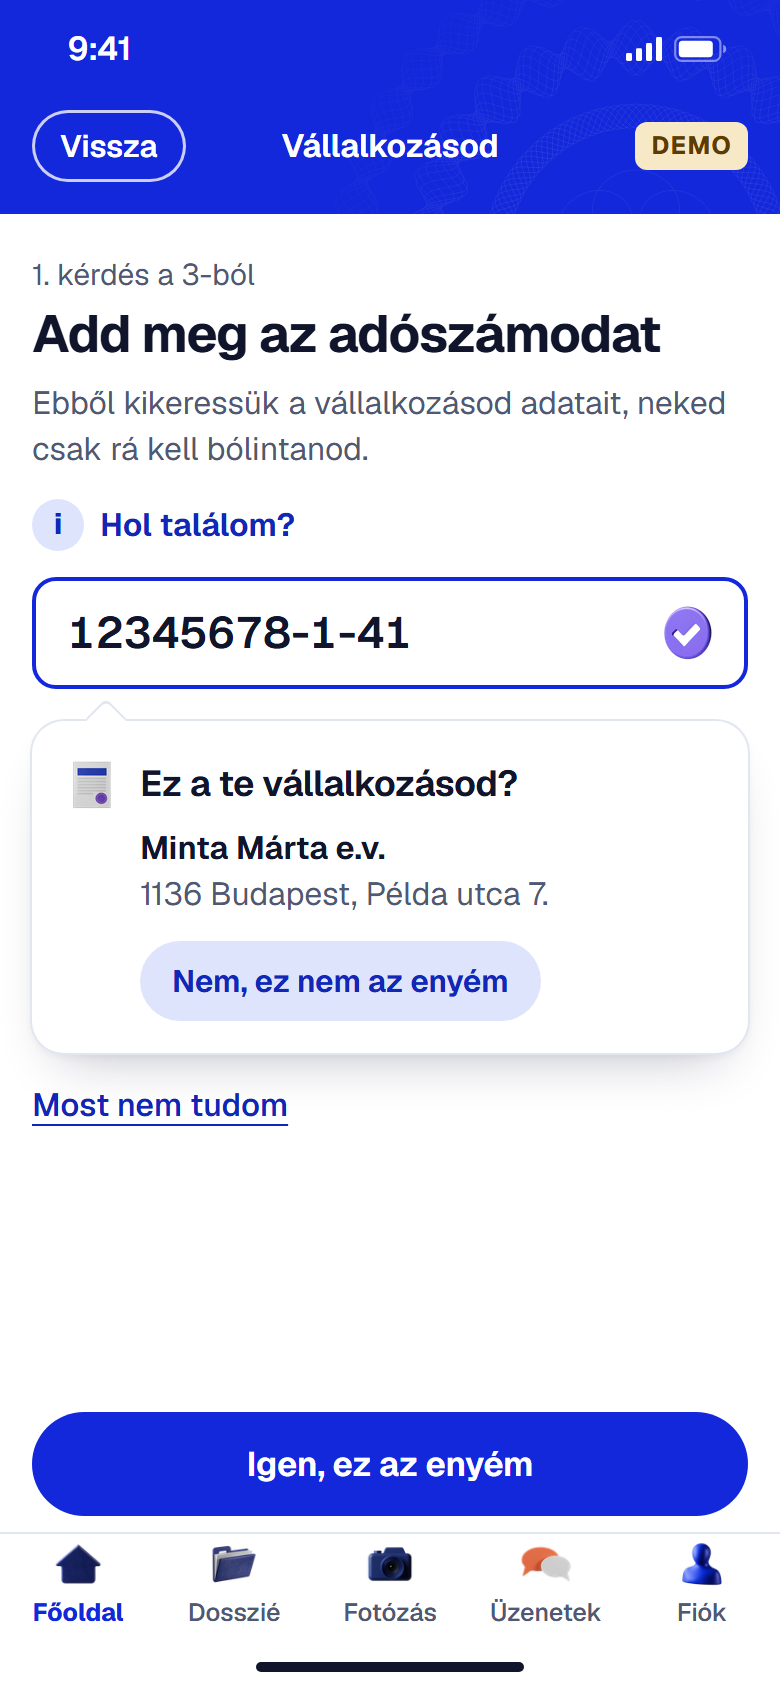 9:41
Vissza
Vállalkozásod
DEMO
1. kérdés a 3-ból
Add meg az adószámodat
Ebből kikeressük a vállalkozásod adatait, neked
csak rá kell bólintanod.
i Hol találom?
12345678-1-41
Ez a te vállalkozásod?
Minta Márta e.v.
1136 Budapest, Példa utca 7.
Nem, ez nem az enyém
Most nem tudom
Igen, ez az enyém
Főoldal
Dosszié
Fotózás
Üzenetek
Fiók